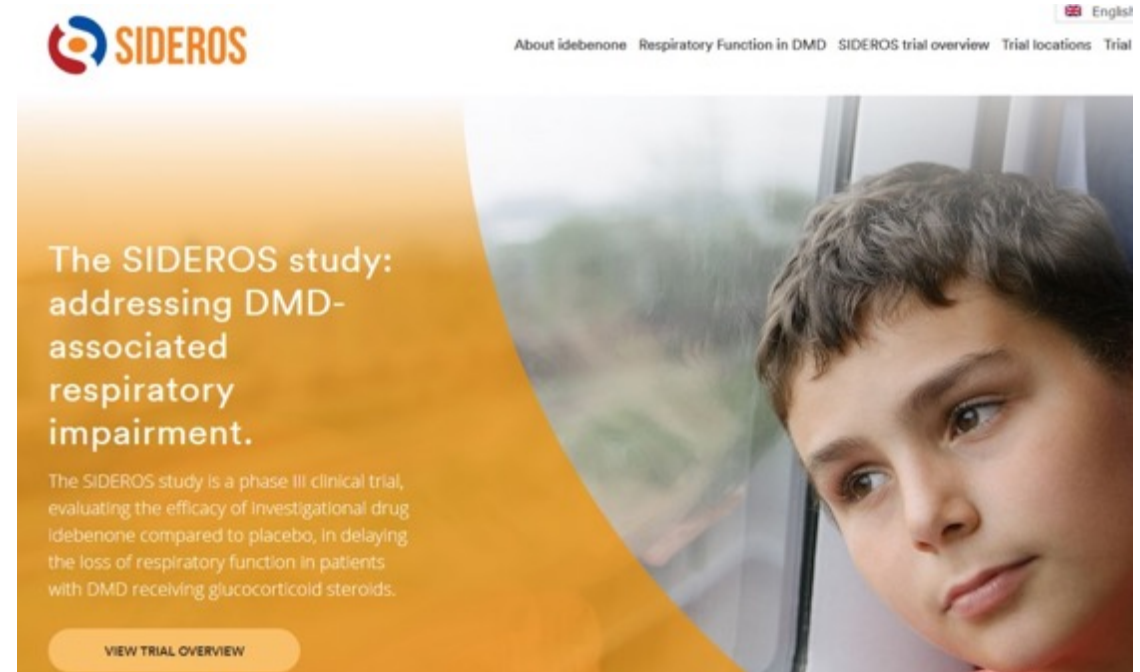 English
SIDEROS
About idebenone Respiratory Function in DMD SIDEROS trial overview Trial locations Trial
The SIDEROS study:
addressing DMD-
associated
respiratory
impairment.
The SIDEROS study is a phase III clinical trial,
evaluating the efficacy of investigational drug
idebenone compared to placebo, in delaying
the loss of respiratory function in patients
with DMD receiving glucocorticoid steroids.
VIEW TRIAL OVERVIEW